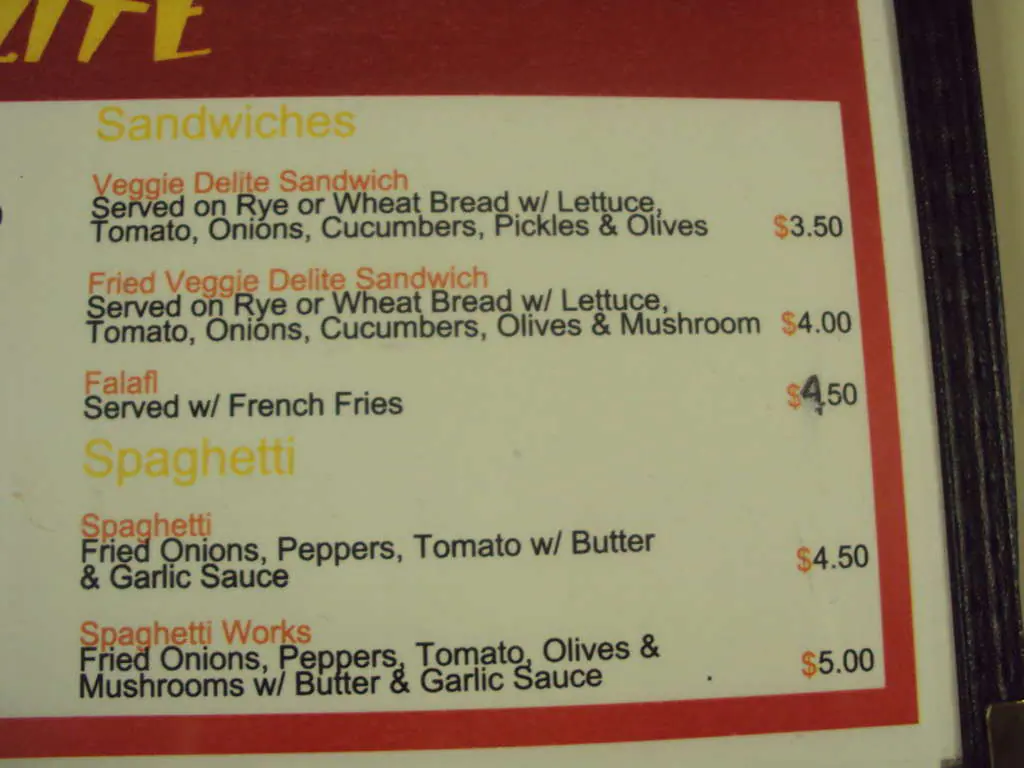 Sandwiches
Veggie Delite Sandwich
Served on Rye or Wheat Bread w/ Lettuce,
Tomato, Onions, Cucumbers, Pickles & Olives $3.50
Fried Veggie Delite Sandwich
Served on Rye or Wheat Bread w/ Lettuce,
Tomato, Onions, Cucumbers, Olives & Mushroom $4.00
Falafl
Served w/ French Fries $4.50
Spaghetti
Spaghetti
Fried Onions, Peppers, Tomato w/ Butter
& Garlic Sauce $4.50
Spaghetti Works
Fried Onions, Peppers, Tomato, Olives &
Mushrooms w/ Butter & Garlic Sauce $5.00